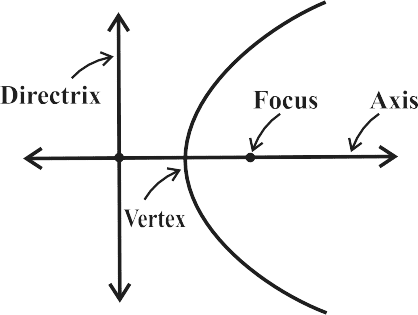 Directrix
Focus
Axis
Vertex